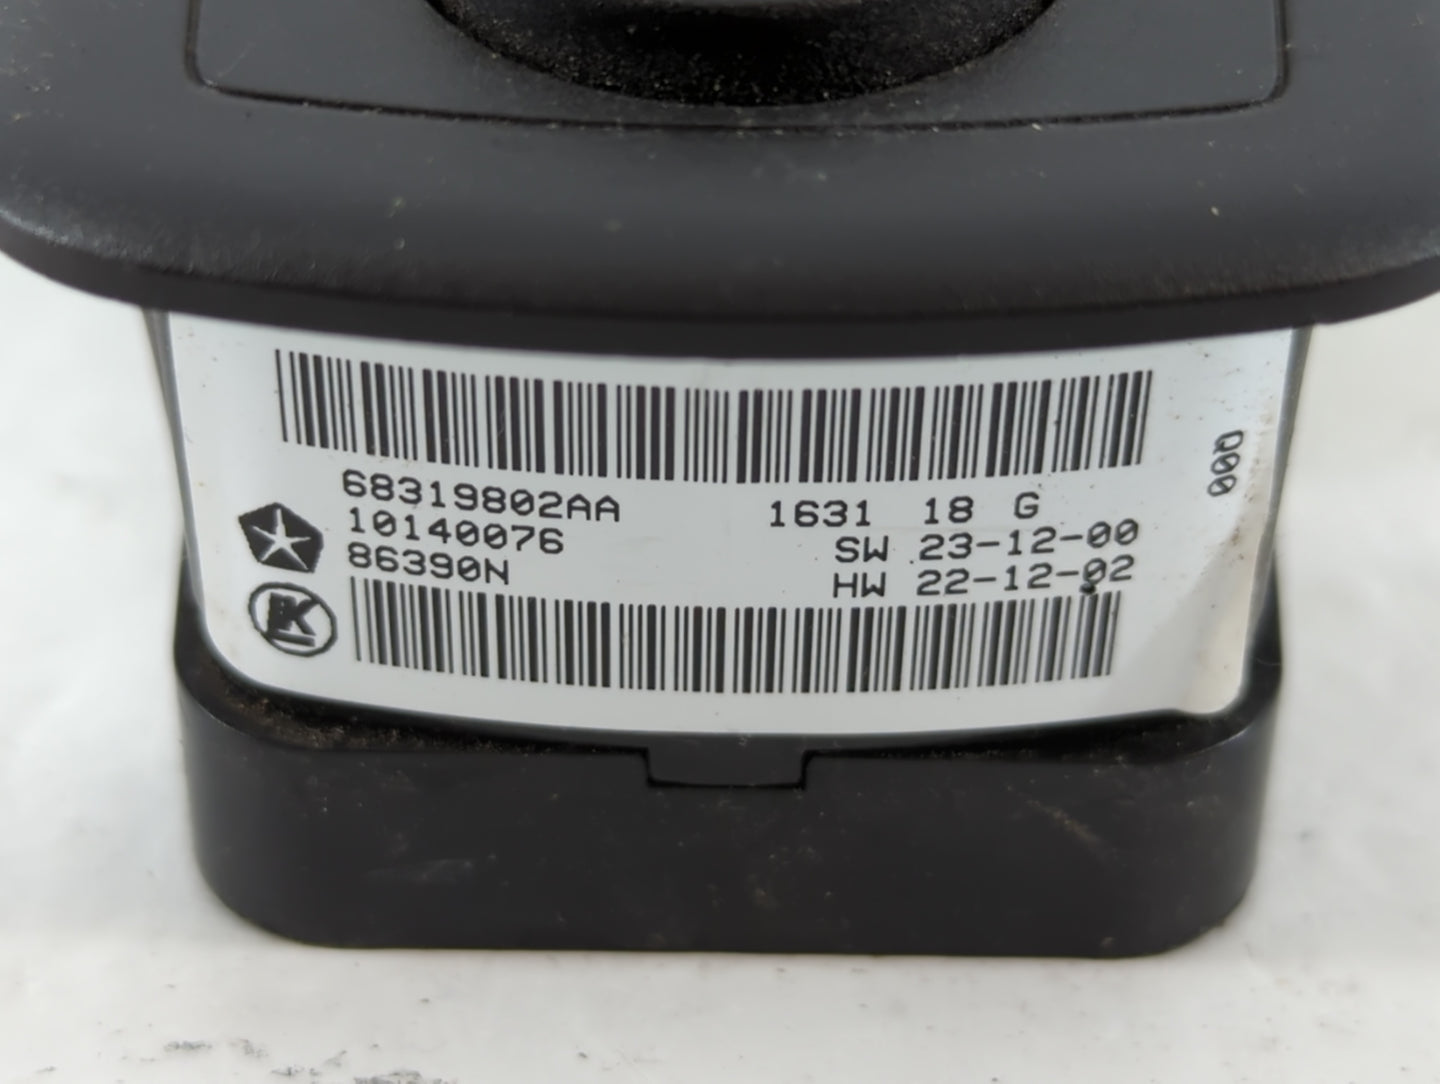 68319802AA 1631 18 G
10140076 SW 23-12-00
86390N HW 22-12-02
000
K